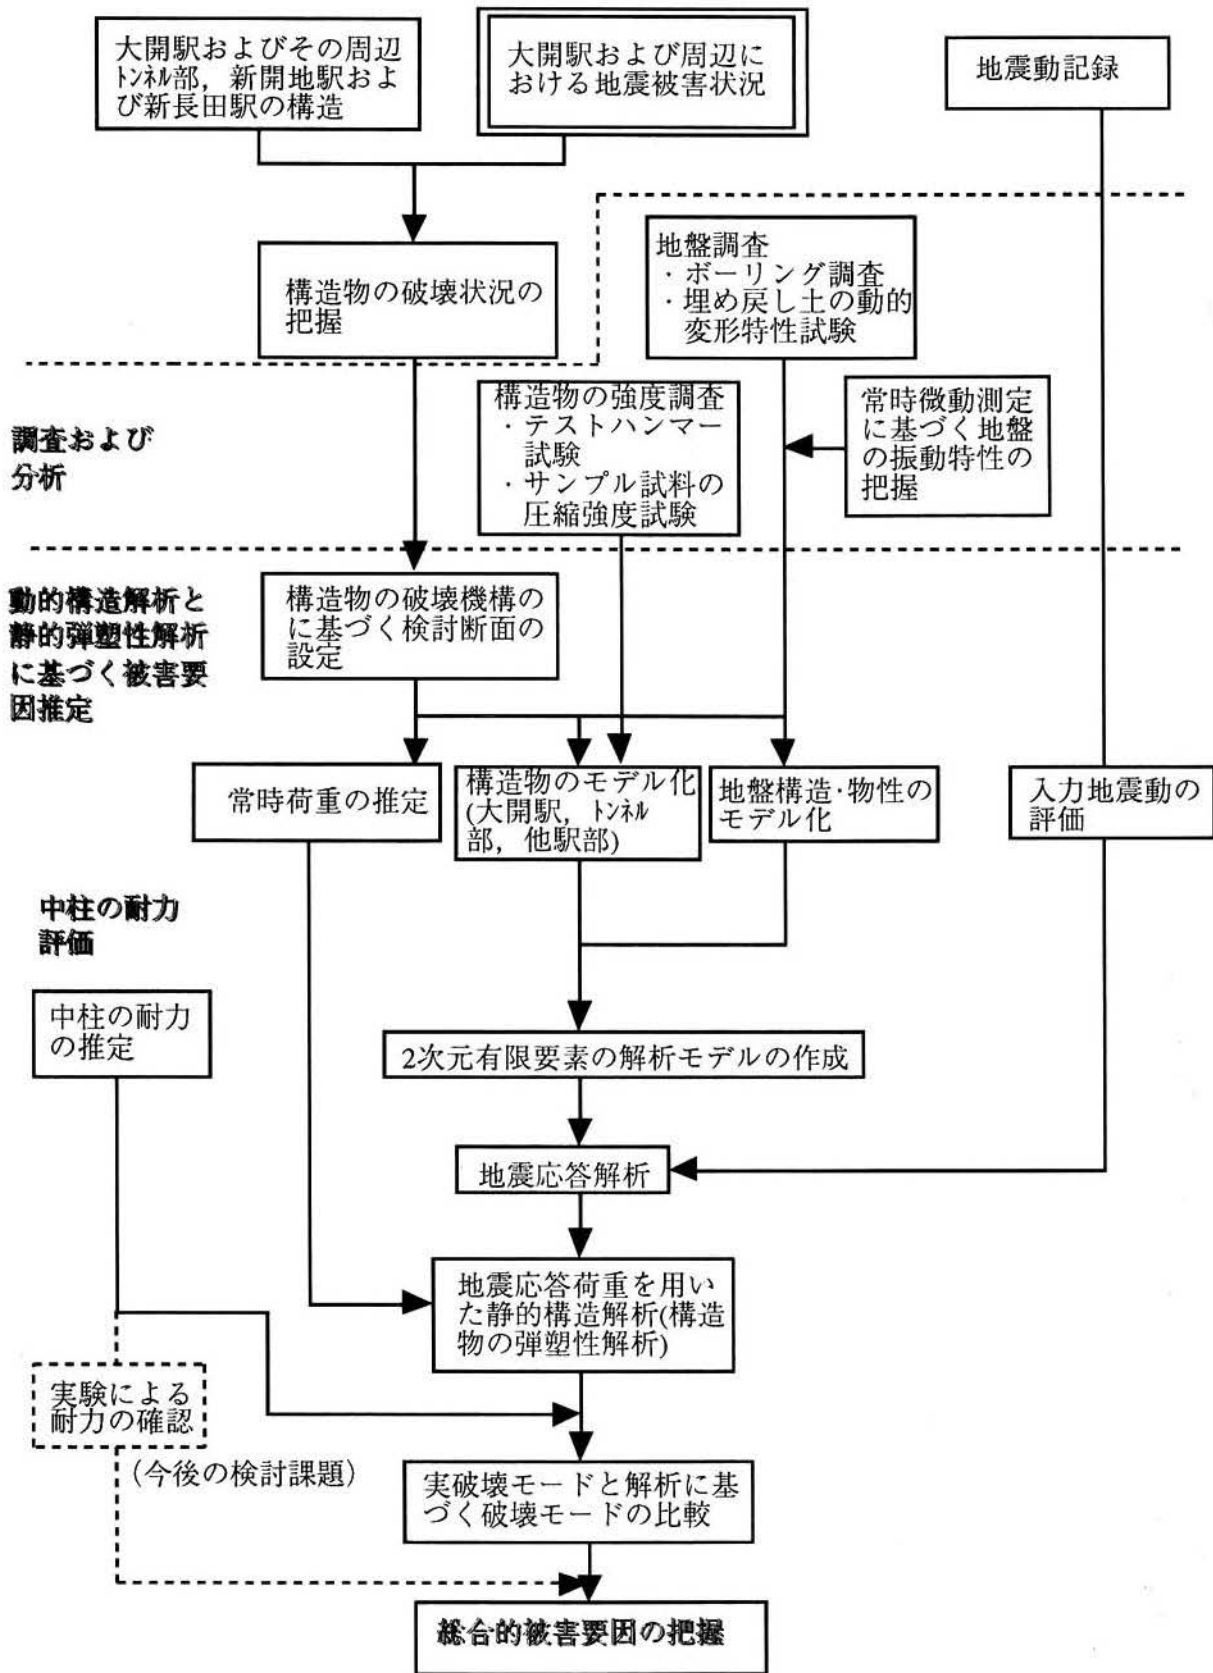 大開駅およびその周辺
トンネル部，新開地駅およ
び新長田駅の構造
大開駅および周辺に
おける地震被害状況
地震動記録
構造物の破壊状況の
把握
地盤調査
・ボーリング調査
・埋め戻し土の動的
変形特性試験
調査および
分析
構造物の強度調査
・テストハンマー
試験
・サンプル試料の
圧縮強度試験
常時微動測定
に基づく地盤
の振動特性の
把握
動的構造解析と
静的弾塑性解析
に基づく被害要
因推定
構造物の破壊機構の
に基づく検討断面の
設定
常時荷重の推定
構造物のモデル化
(大開駅，トンネル
部，他駅部)
地盤構造・物性の
モデル化
入力地震動の
評価
中柱の耐力
評価
中柱の耐力
の推定
2次元有限要素の解析モデルの作成
地震応答解析
地震応答荷重を用い
た静的構造解析(構造
物の弾塑性解析)
実験による
耐力の確認
(今後の検討課題)
実破壊モードと解析に基
づく破壊モードの比較
総合的被害要因の把握